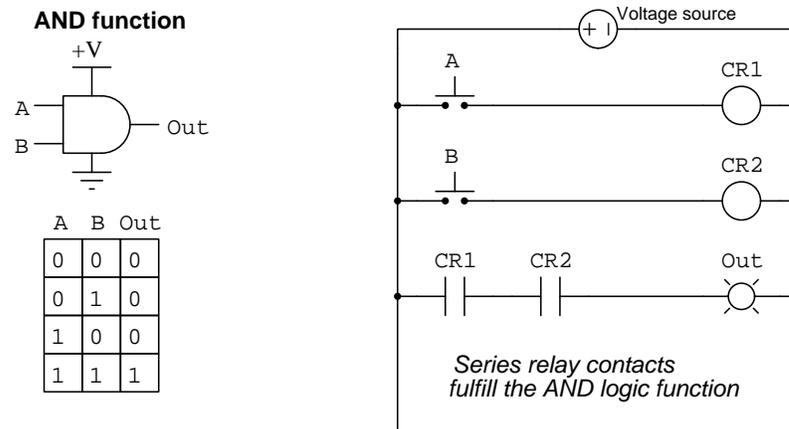 AND function
+V
A
B
Out
A B Out
0 0 0
0 1 0
1 0 0
1 1 1
Voltage source
+ -
A
CR1
B
CR2
CR1 CR2 Out
Series relay contacts
fulfill the AND logic function